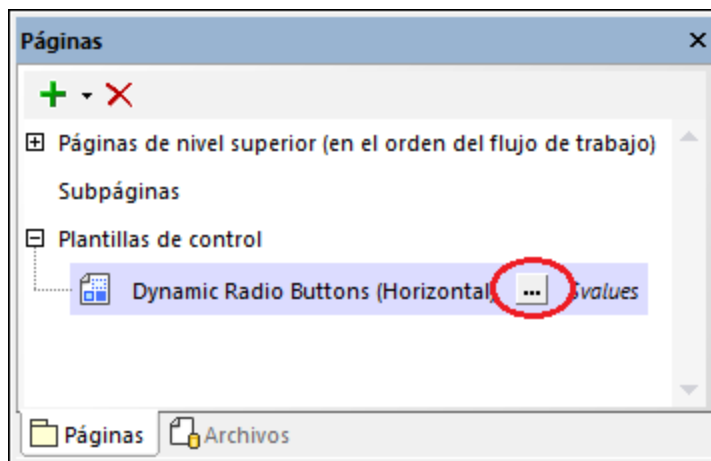 Páginas
Páginas de nivel superior (en el orden del flujo de trabajo)
Subpáginas
Plantillas de control
Dynamic Radio Buttons (Horizontal) ... $values
Páginas Archivos